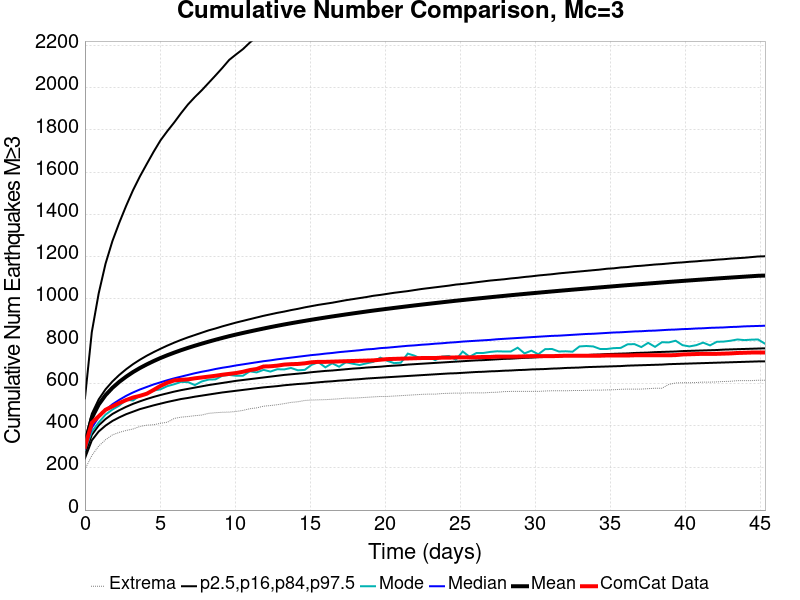 Cumulative Number Comparison, Mc=3
Cumulative Num Earthquakes M≥3
2200
2000
1800
1600
1400
1200
1000
800
600
400
200
0
0 5 10 15 20 25 30 35 40 45
Time (days)
Extrema p2.5,p16,p84,p97.5 Mode Median Mean ComCat Data